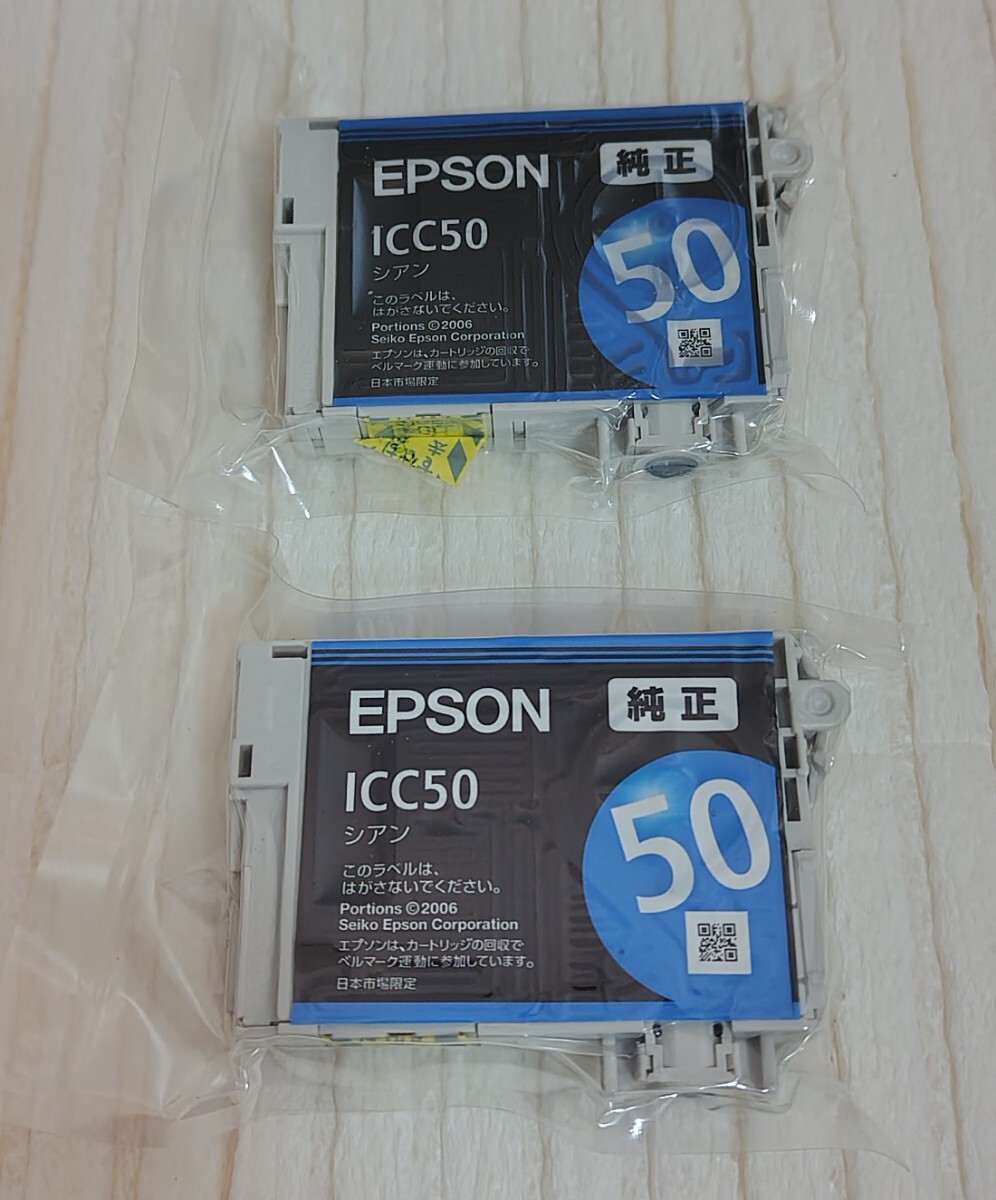 EPSON 純正
ICC50
シアン
50
このラベルは、
はがさないでください。
Portions ©2006
Seiko Epson Corporation
エプソンは、カートリッジの回収で
ベルマーク運動に参加しています。
日本市場限定
EPSON 純正
ICC50
シアン
50
このラベルは、
はがさないでください。
Portions ©2006
Seiko Epson Corporation
エプソンは、カートリッジの回収で
ベルマーク運動に参加しています。
日本市場限定